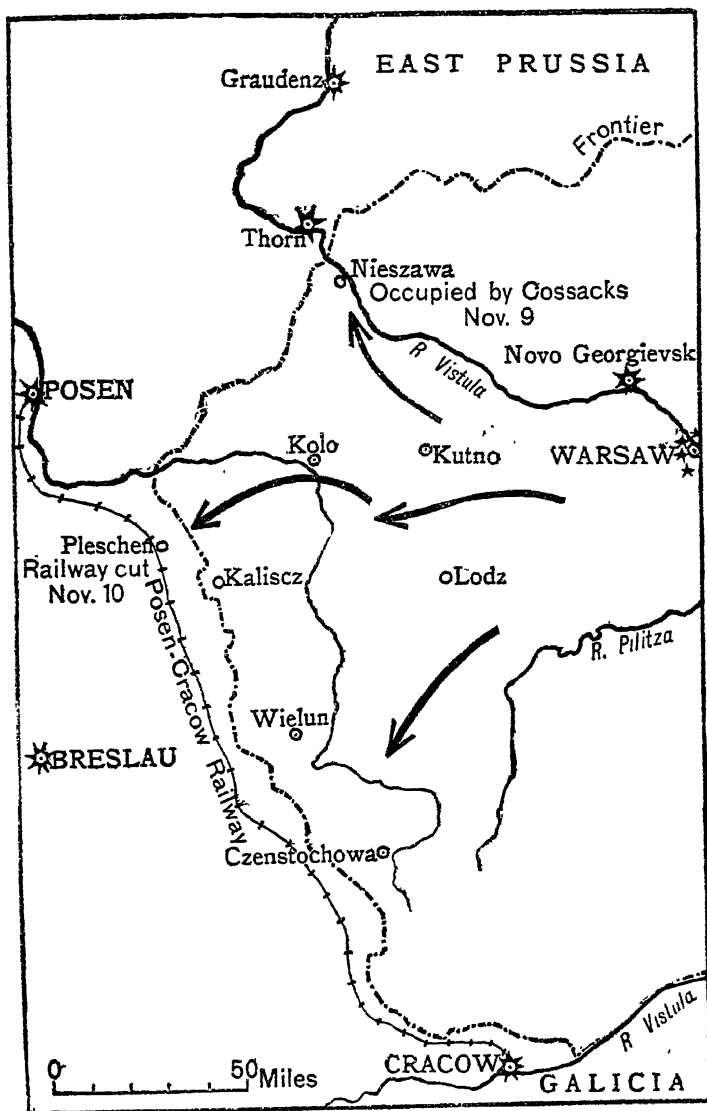 EAST PRUSSIA
Graudenz
Frontier
Thorn
Nieszawa
Occupied by Cossacks
Nov. 9
R Vistula
Novo Georgievsk
POSEN
Kolo
Kutno
WARSAW
Pleschen
Railway cut
Nov. 10
Kaliscz
Lodz
Posen-Cracow Railway
R. Pilitza
Wielun
BRESLAU
Czenstochowa
R Vistula
CRACOW
GALICIA
0 50 Miles